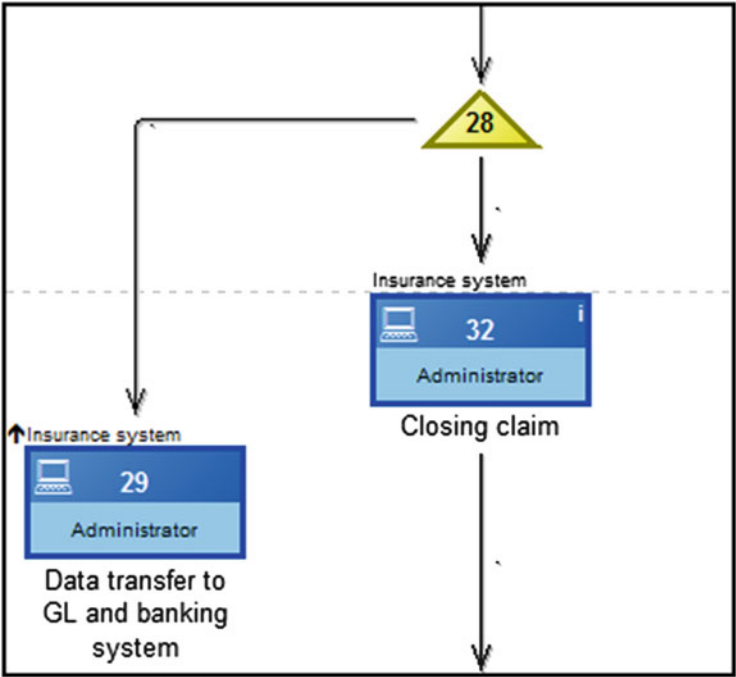 28
Insurance system
i
32
Administrator
Closing claim
Insurance system
29
Administrator
Data transfer to
GL and banking
system